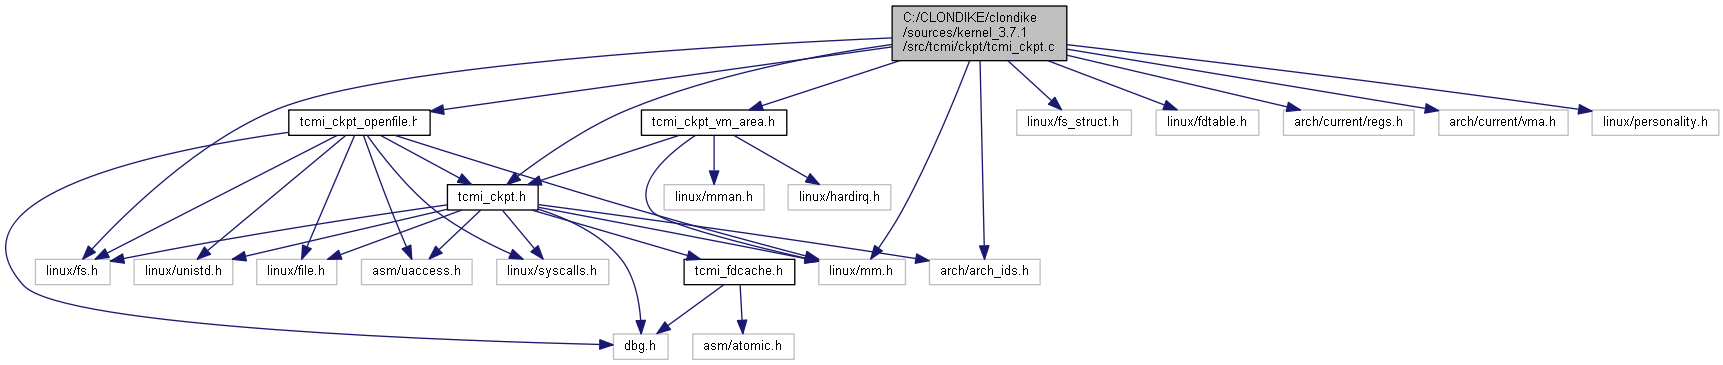 C:/CLONDIKE/clondike
/sources/kernel_3.7.1
/src/tcmi/ckpt/tcmi_ckpt.c
tcmi_ckpt_openfile.h
tcmi_ckpt_vm_area.h
linux/fs_struct.h
linux/fdtable.h
arch/current/regs.h
arch/current/vma.h
linux/personality.h
tcmi_ckpt.h
linux/mman.h
linux/hardirq.h
linux/fs.h
linux/unistd.h
linux/file.h
asm/uaccess.h
linux/syscalls.h
tcmi_fdcache.h
linux/mm.h
arch/arch_ids.h
dbg.h
asm/atomic.h